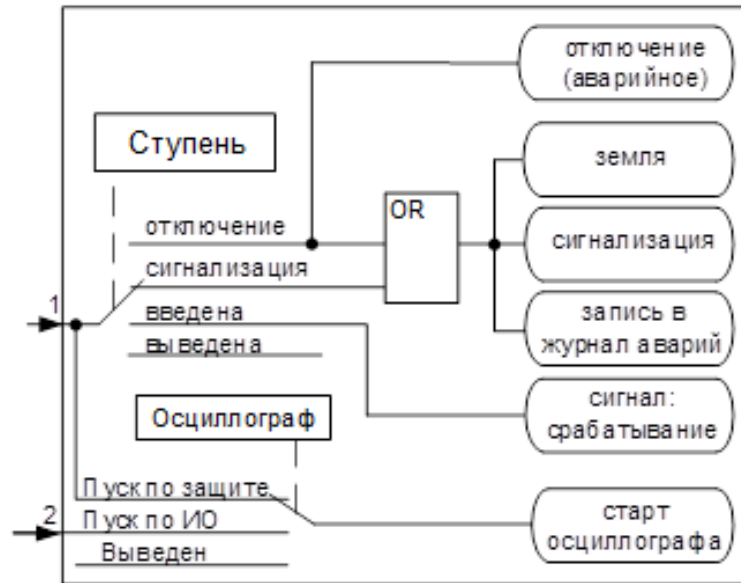 отключение
(аварийное)
Ступень
земля
отключение
OR
сигнализация
сигнализация
1
введена
запись в
журнал аварий
выведена
Осциллограф
сигнал:
срабатывание
Пуск по защите
2
Пуск по ИО
старт
осциллографа
Выведен